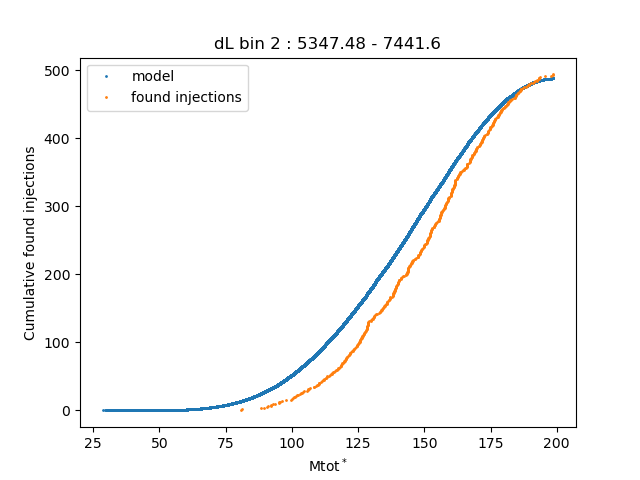 dL bin 2 : 5347.48 - 7441.6
model
found injections
Cumulative found injections
500
400
300
200
100
0
25 50 75 100 125 150 175 200
Mtot*